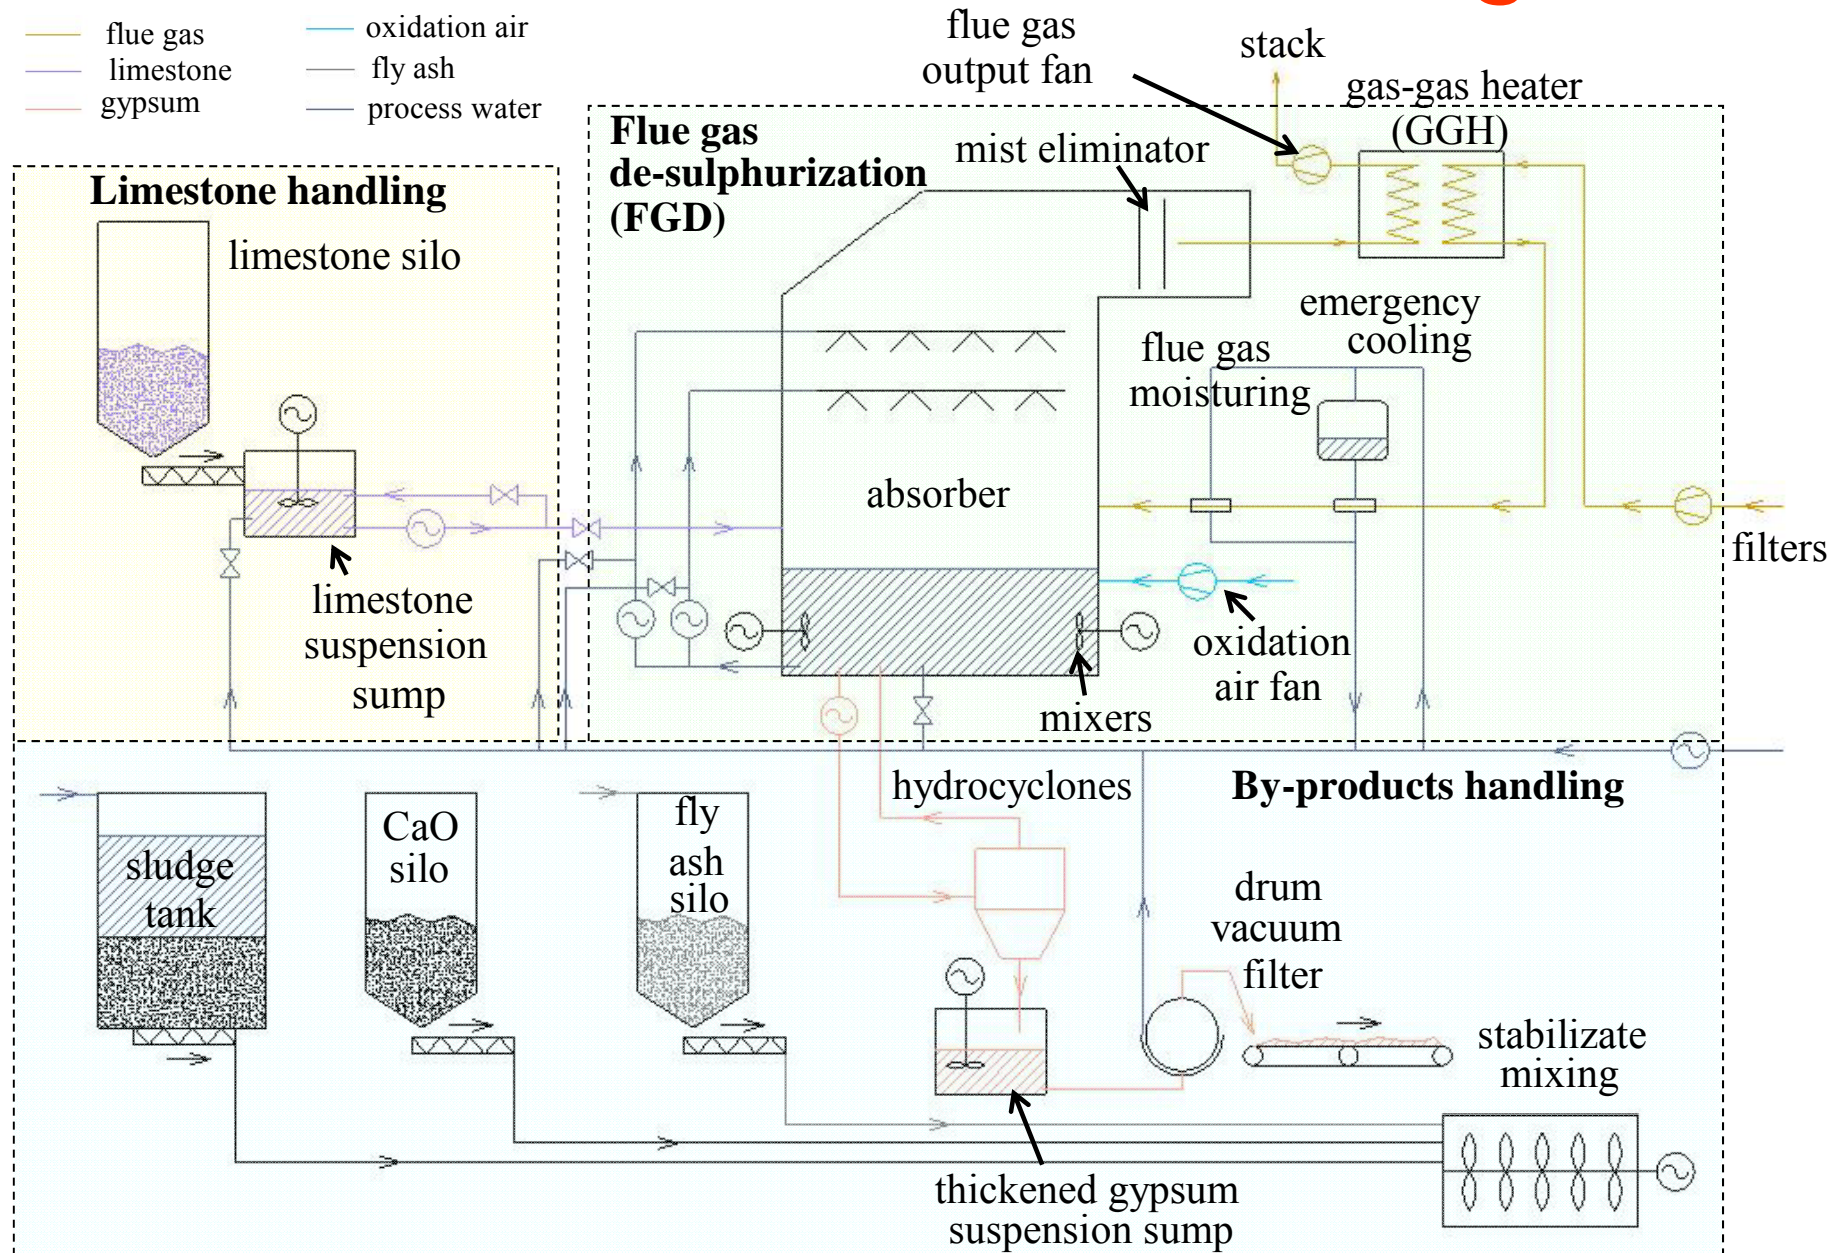 flue gas
limestone
gypsum
oxidation air
fly ash
process water
flue gas
output fan
stack
gas-gas heater
(GGH)
Flue gas
de-sulphurization
(FGD)
mist eliminator
Limestone handling
limestone silo
emergency
cooling
flue gas
moisturing
absorber
filters
limestone
suspension
sump
oxidation
air fan
mixers
hydrocyclones
By-products handling
sludge
tank
CaO
silo
fly
ash
silo
drum
vacuum
filter
stabilizate
mixing
thickened gypsum
suspension sump